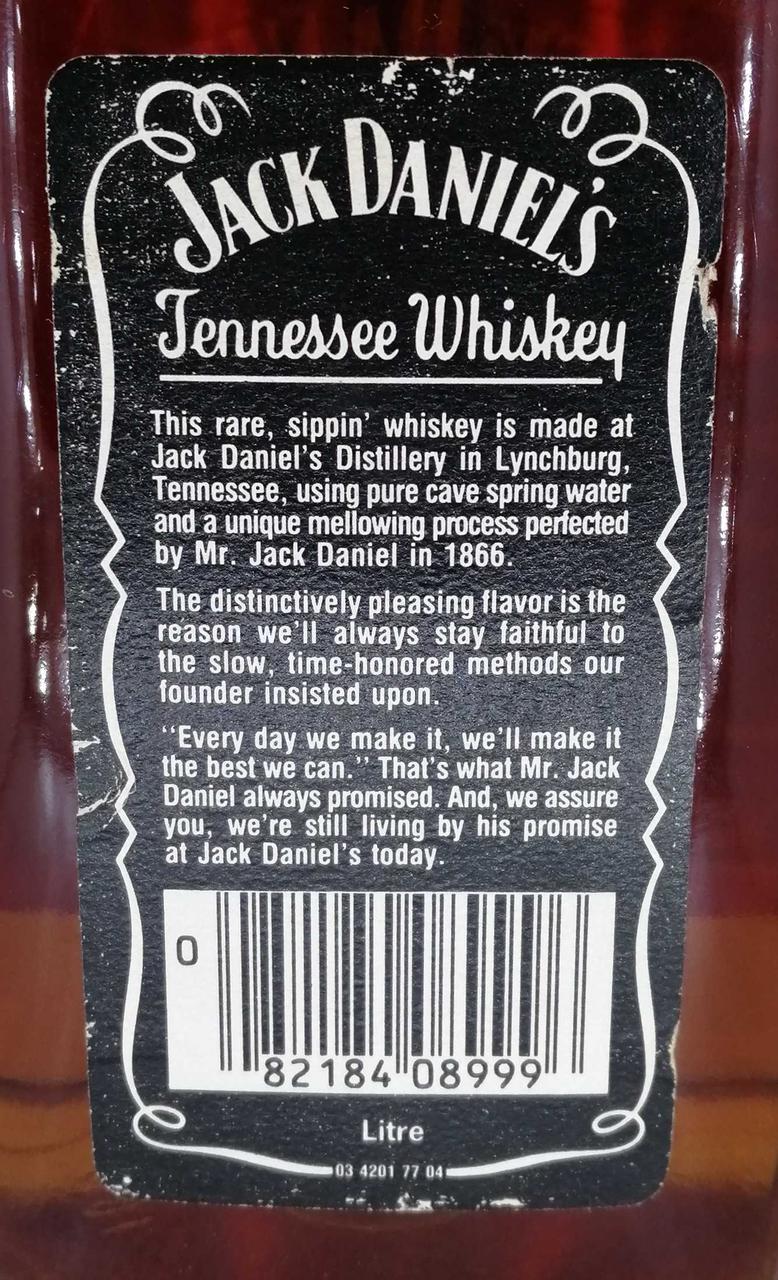 JACK DANIEL'S
Tennessee Whiskey
This rare, sippin' whiskey is made at
Jack Daniel's Distillery in Lynchburg,
Tennessee, using pure cave spring water
and a unique mellowing process perfected
by Mr. Jack Daniel in 1866.
The distinctively pleasing flavor is the
reason we'll always stay faithful to
the slow, time-honored methods our
founder insisted upon.
"Every day we make it, we'll make it
the best we can." That's what Mr. Jack
Daniel always promised. And, we assure
you, we're still living by his promise
at Jack Daniel's today.
0
82184 08999
Litre
03 4201 77 04